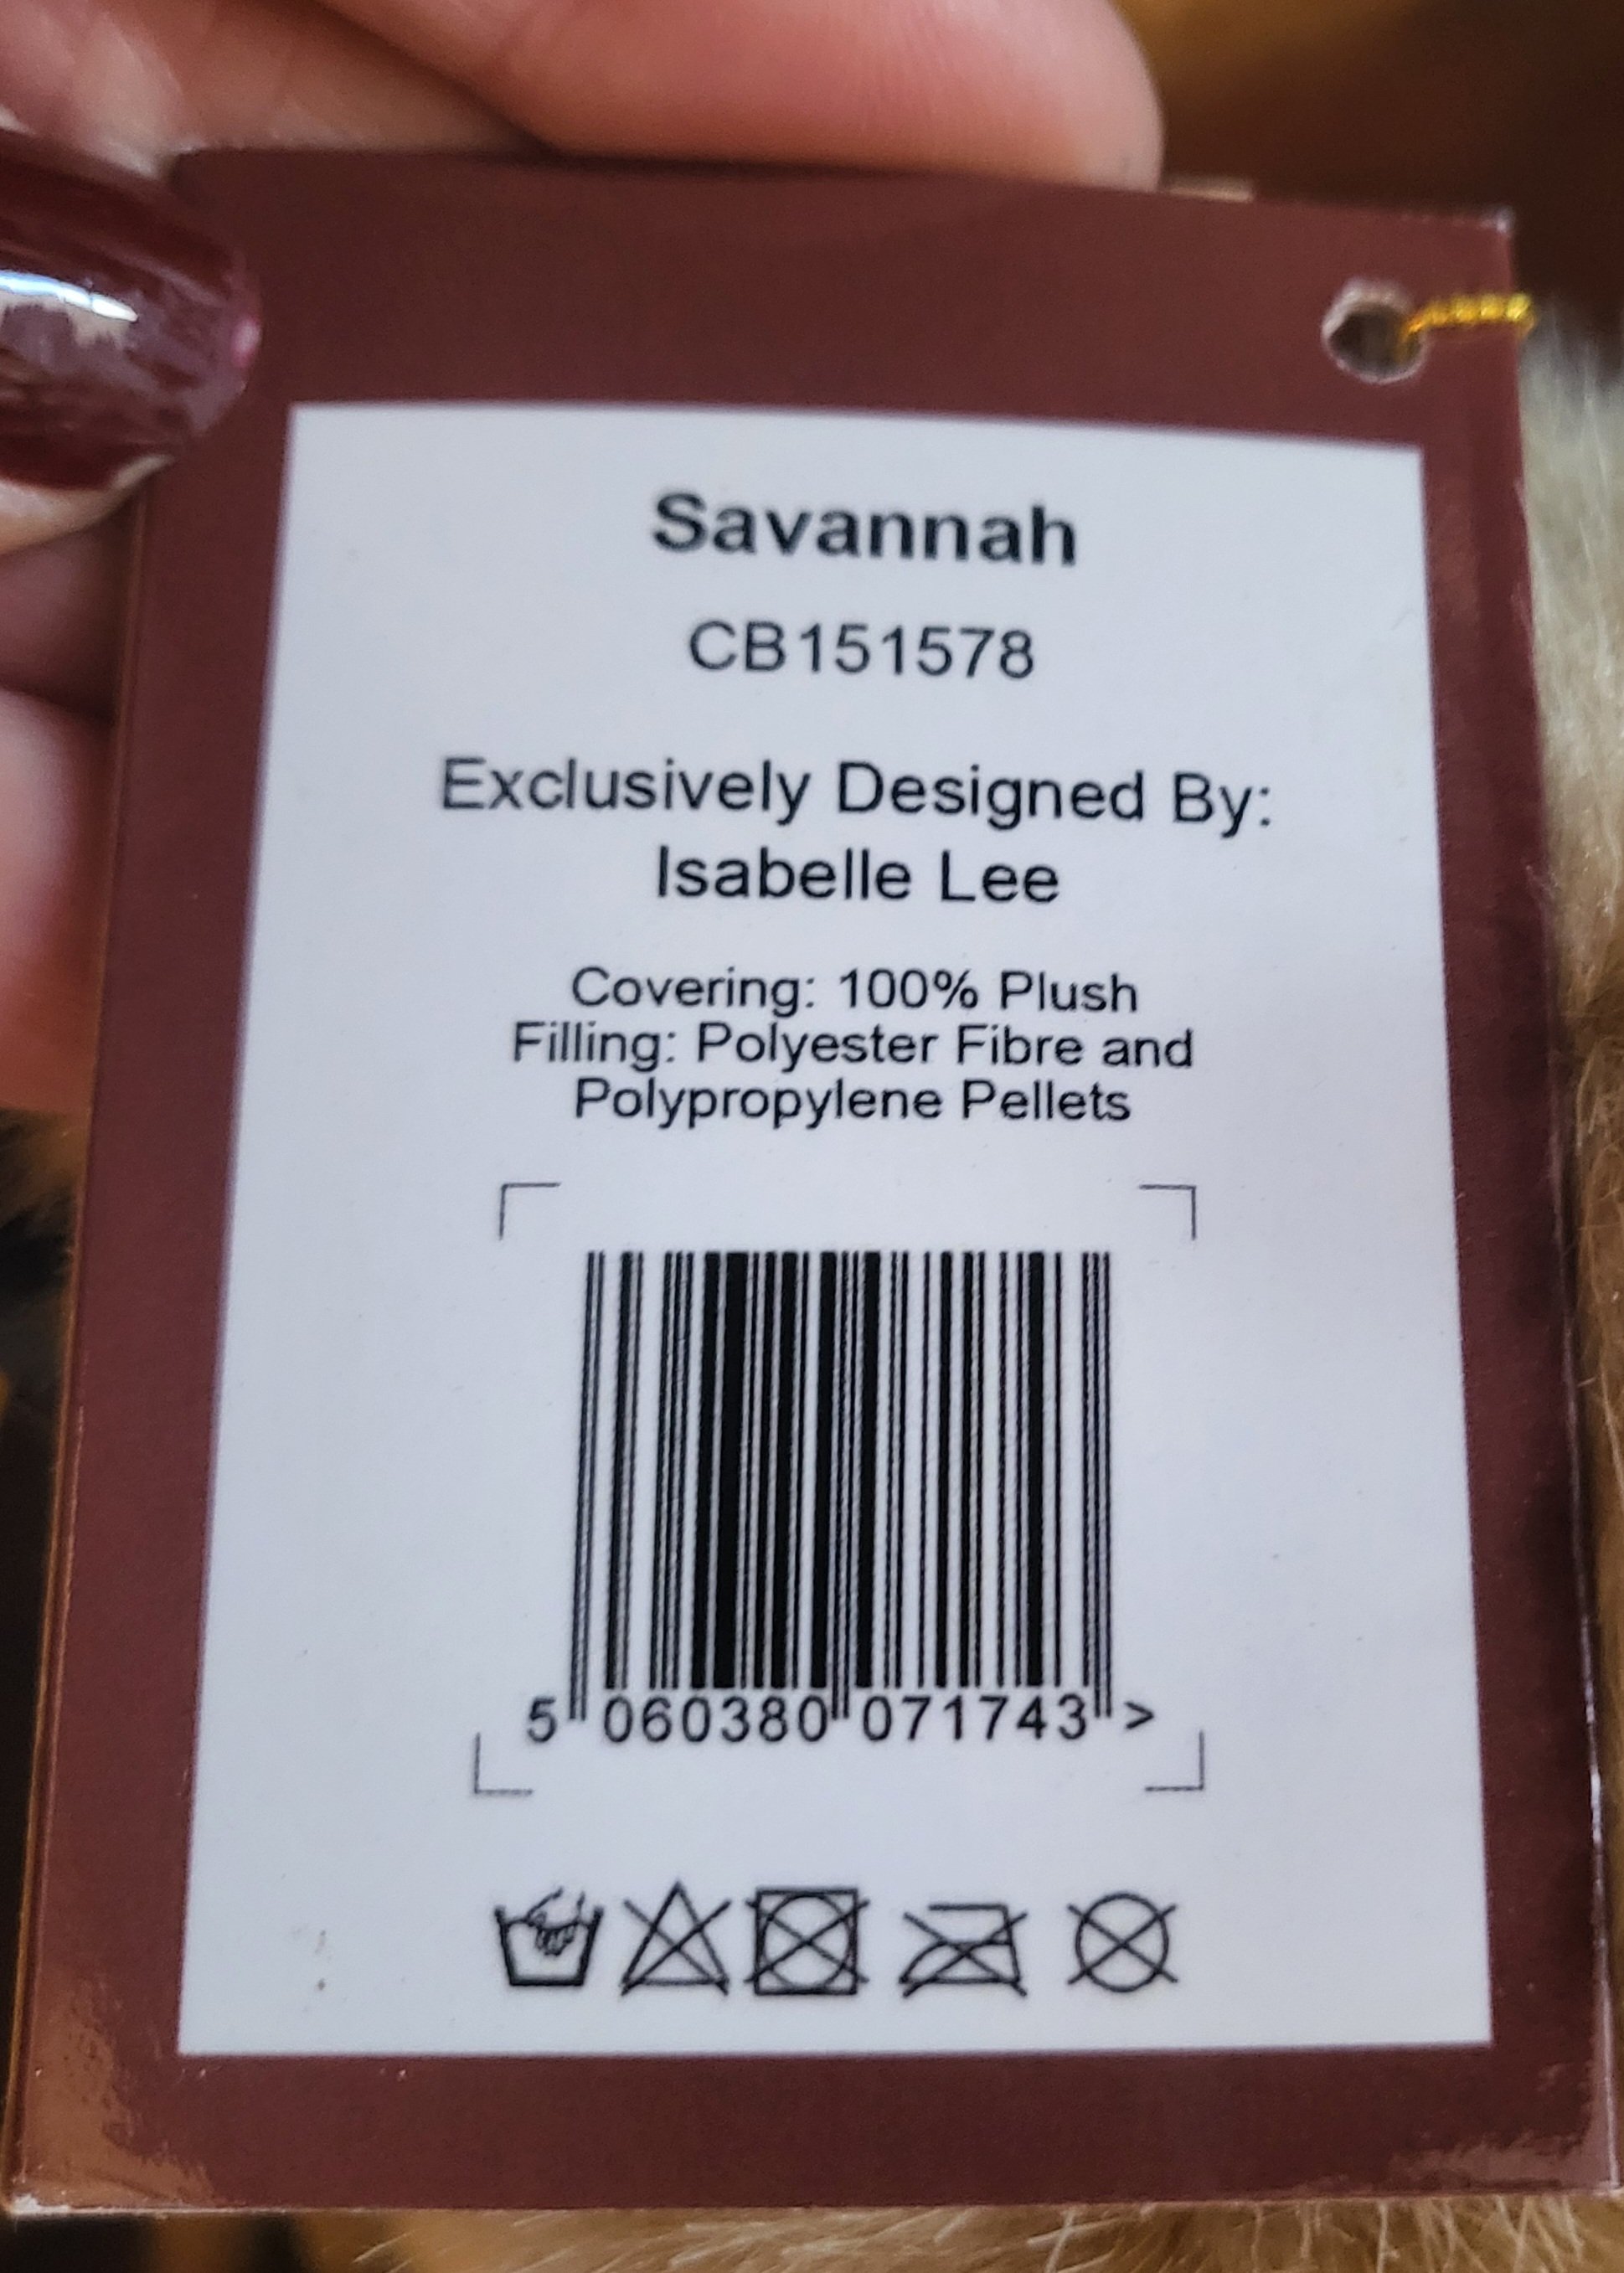 Savannah
CB151578
Exclusively Designed By:
Isabelle Lee
Covering: 100% Plush
Filling: Polyester Fibre and
Polypropylene Pellets
5 060380 071743 >